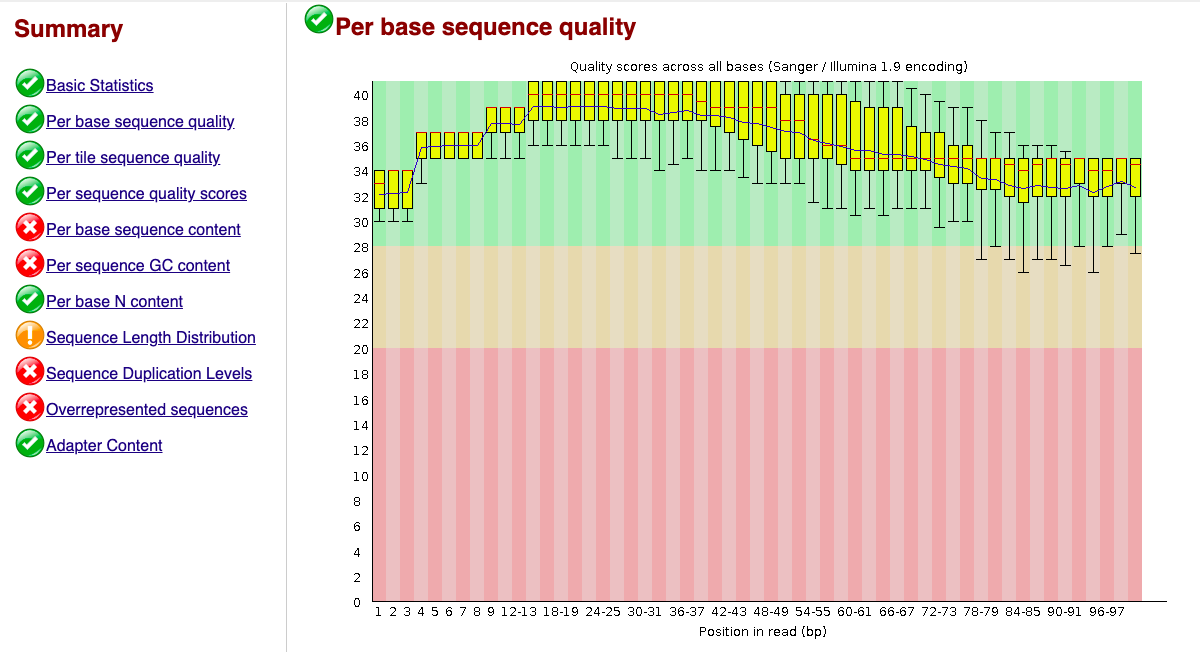 Summary
Basic Statistics
Per base sequence quality
Per tile sequence quality
Per sequence quality scores
Per base sequence content
Per sequence GC content
Per base N content
Sequence Length Distribution
Sequence Duplication Levels
Overrepresented sequences
Adapter Content
Per base sequence quality
Quality scores across all bases (Sanger / Illumina 1.9 encoding)
40
38
36
34
32
30
28
26
24
22
20
18
16
14
12
10
8
6
4
2
0
1 2 3 4 5 6 7 8 9 12-13 18-19 24-25 30-31 36-37 42-43 48-49 54-55 60-61 66-67 72-73 78-79 84-85 90-91 96-97
Position in read (bp)